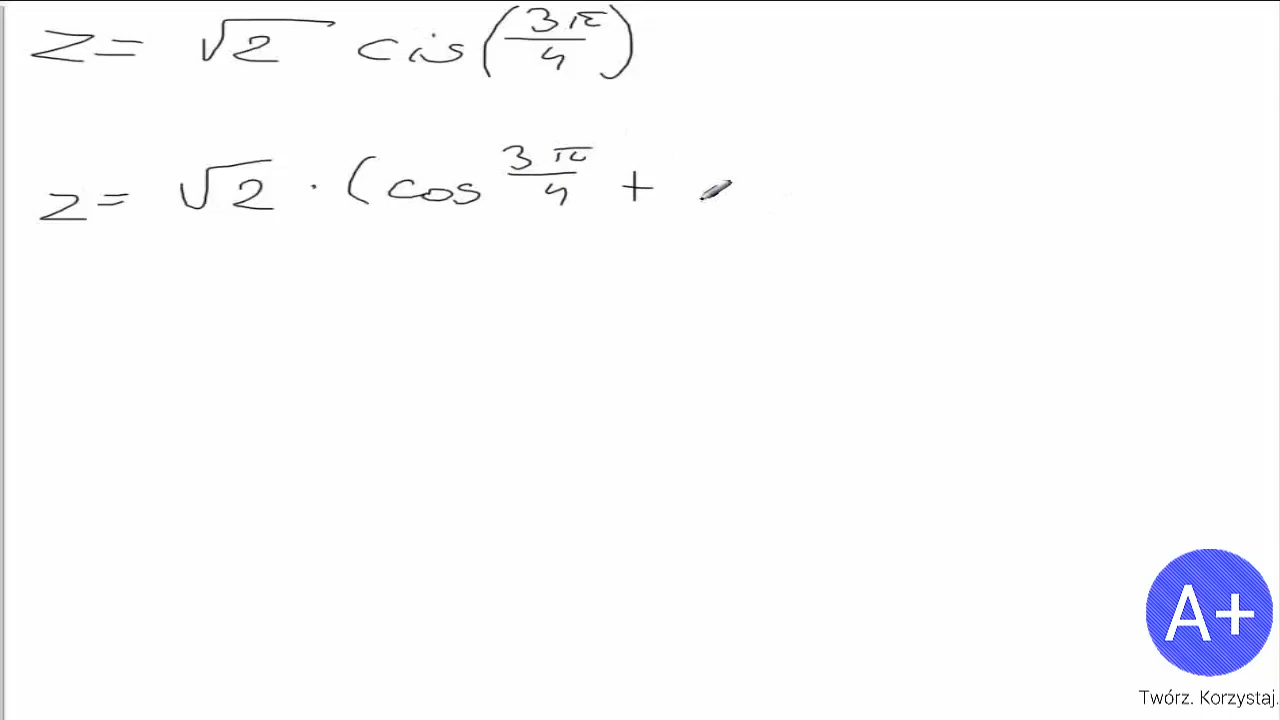 z = √2 cis(3π/4)
z = √2 · (cos 3π/4 +
A+
Twórz. Korzystaj.